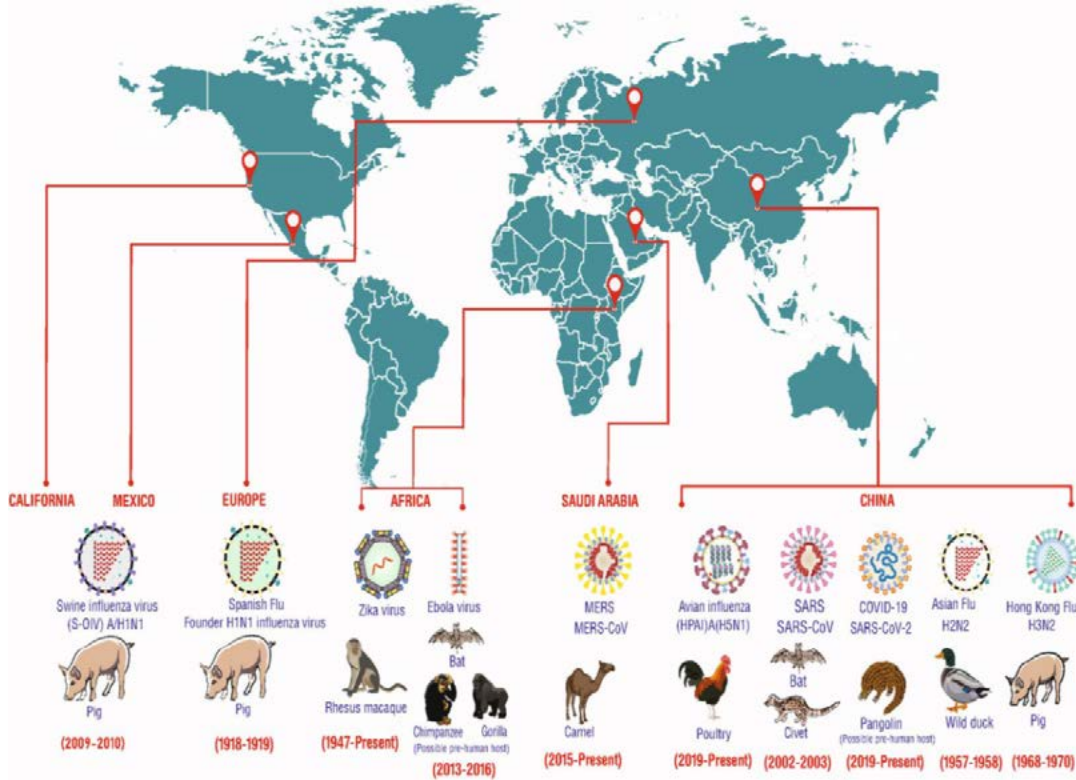 CALIFORNIA
MEXICO
EUROPE
AFRICA
SAUDI ARABIA
CHINA
Swine influenza virus
(S-OIV) A/H1N1
Pig
(2009-2010)
Spanish Flu
Founder H1N1 influenza virus
Pig
(1918-1919)
Zika virus
Rhesus macaque
(1947-Present)
Ebola virus
Bat
Chimpanzee
Gorilla
(Possible pre-human host)
(2013-2016)
MERS
MERS-CoV
Camel
(2015-Present)
Avian influenza
(HPAI)A(H5N1)
Poultry
(2019-Present)
SARS
SARS-CoV
Bat
Civet
(2002-2003)
COVID-19
SARS-CoV-2
Pangolin
(Possible pre-human host)
(2019-Present)
Asian Flu
H2N2
Wild duck
(1957-1958)
Hong Kong Flu
H3N2
Pig
(1968-1970)